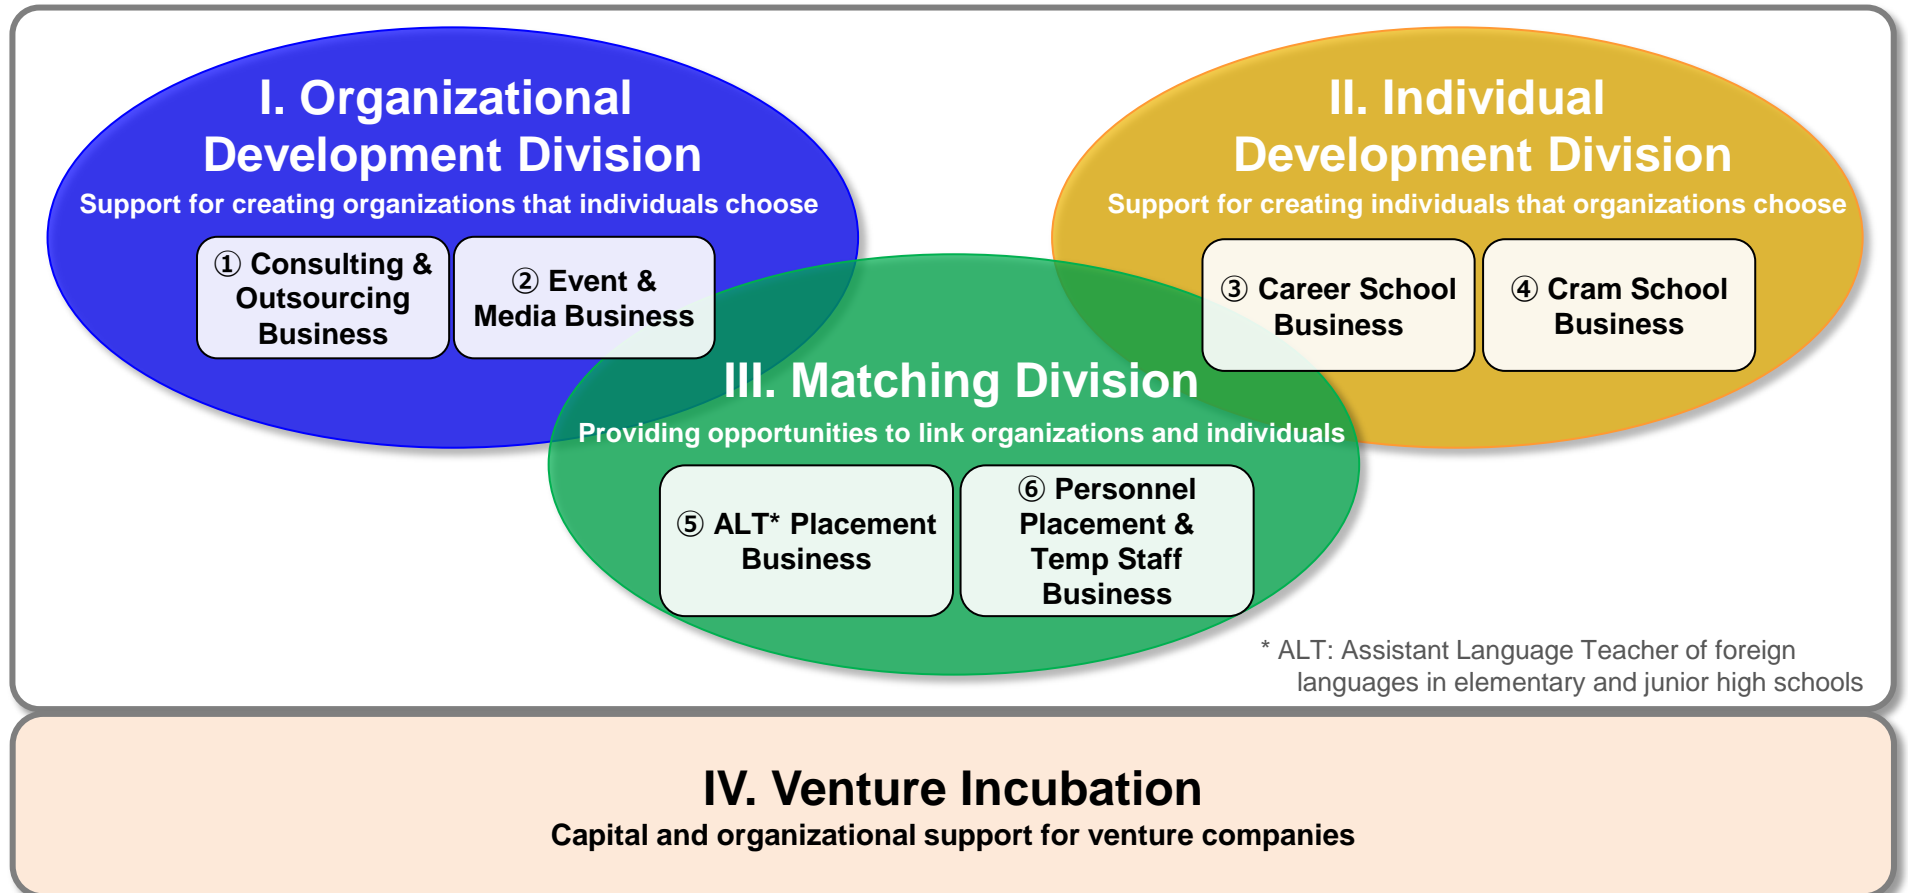 I. Organizational
Development Division
Support for creating organizations that individuals choose
① Consulting &
Outsourcing
Business
② Event &
Media Business
II. Individual
Development Division
Support for creating individuals that organizations choose
③ Career School
Business
④ Cram School
Business
III. Matching Division
Providing opportunities to link organizations and individuals
⑤ ALT* Placement
Business
⑥ Personnel
Placement &
Temp Staff
Business
* ALT: Assistant Language Teacher of foreign
languages in elementary and junior high schools
IV. Venture Incubation
Capital and organizational support for venture companies